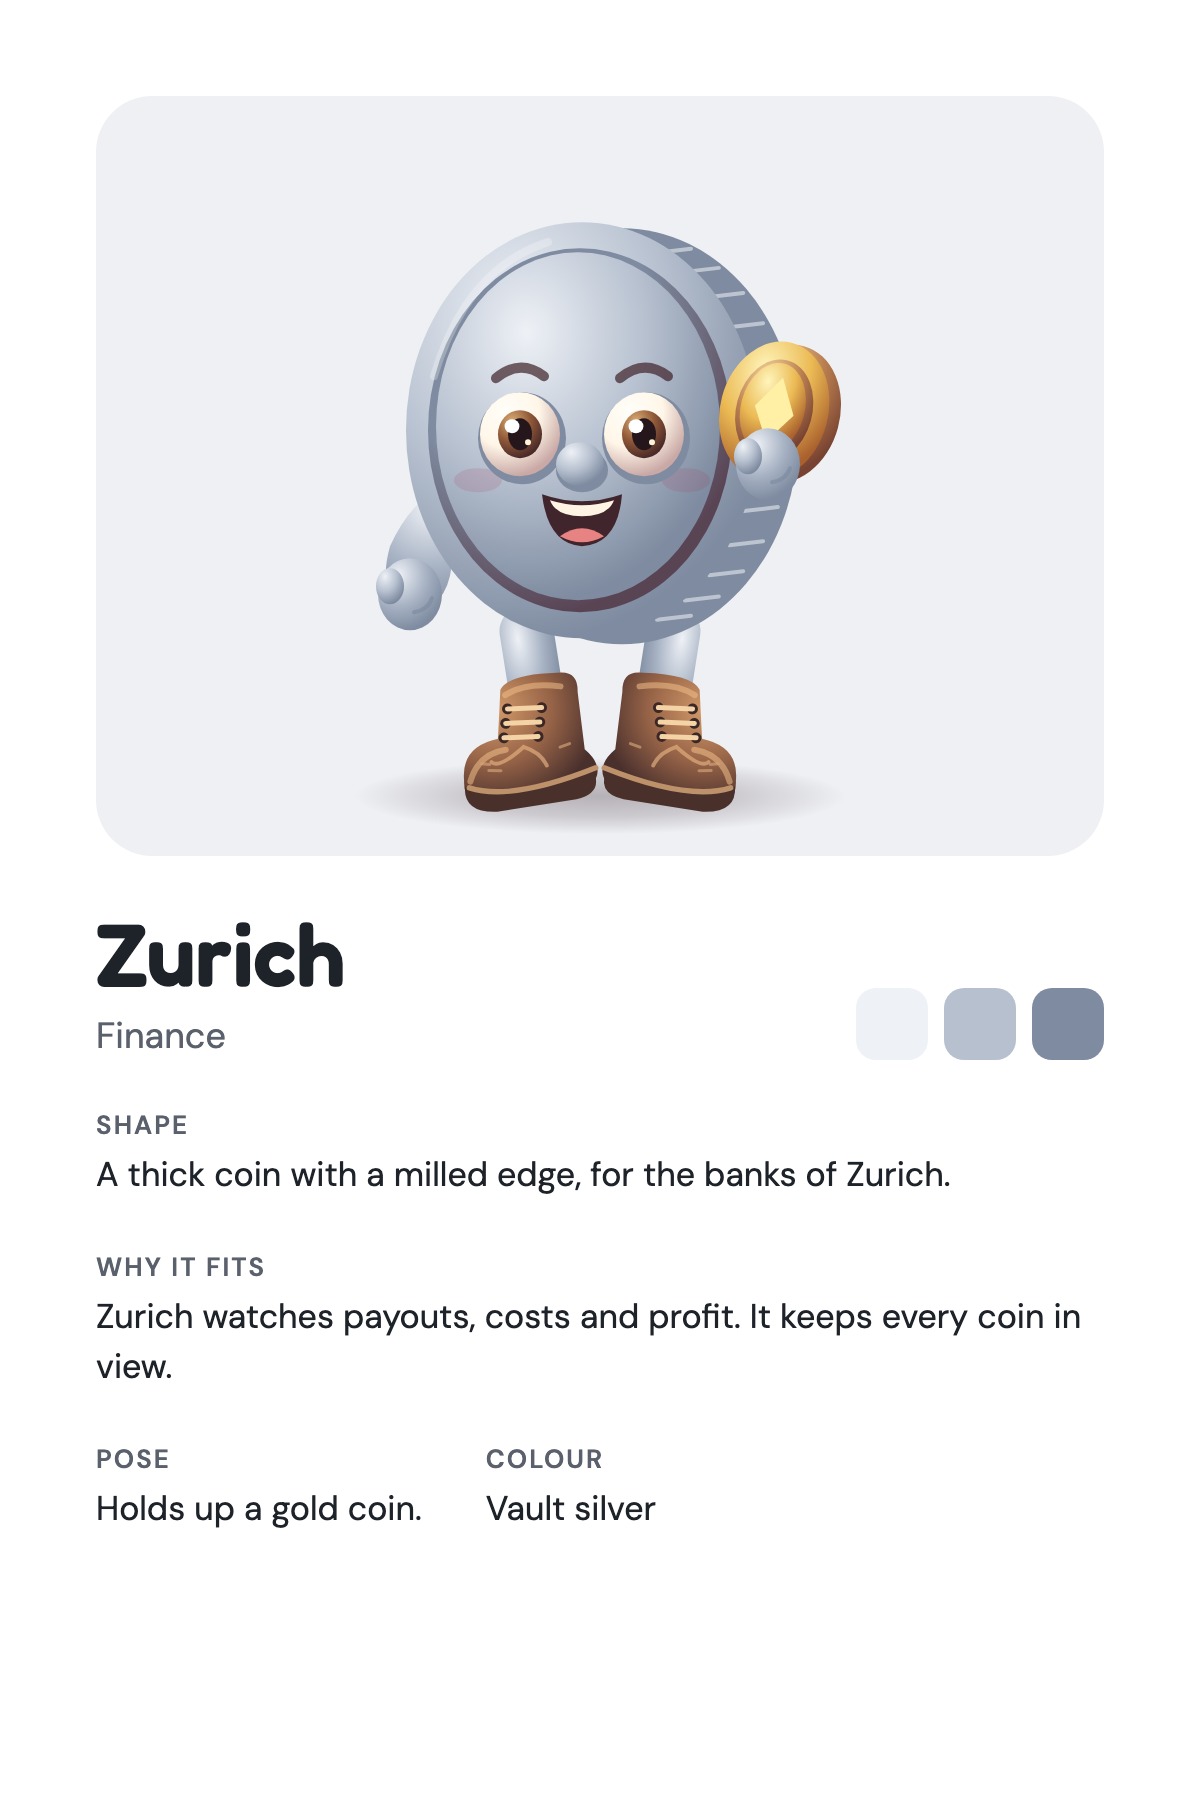 Zurich
Finance
SHAPE
A thick coin with a milled edge, for the banks of Zurich.
WHY IT FITS
Zurich watches payouts, costs and profit. It keeps every coin in
view.
POSE
Holds up a gold coin.
COLOUR
Vault silver